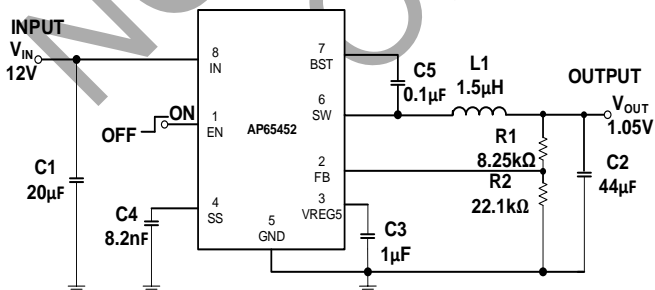 INPUT
V_IN
12V
8
IN
7
BST
C5
0.1µF
L1
1.5µH
OUTPUT
V_OUT
1.05V
ON
OFF
1
EN
AP65452
6
SW
R1
8.25kΩ
C2
44µF
C1
20µF
2
FB
R2
22.1kΩ
C4
8.2nF
4
SS
5
GND
3
VREG5
C3
1µF